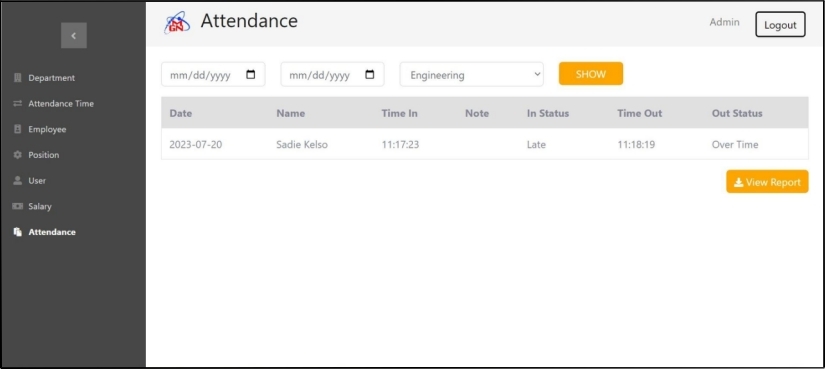 Attendance
Admin
Logout
Department
Attendance Time
Employee
Position
User
Salary
Attendance
mm/dd/yyyy mm/dd/yyyy Engineering SHOW
Date Name Time In Note In Status Time Out Out Status
2023-07-20 Sadie Kelso 11:17:23 Late 11:18:19 Over Time
View Report